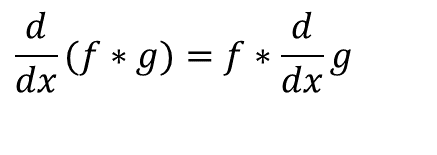 d/dx (f * g) = f * d/dx g